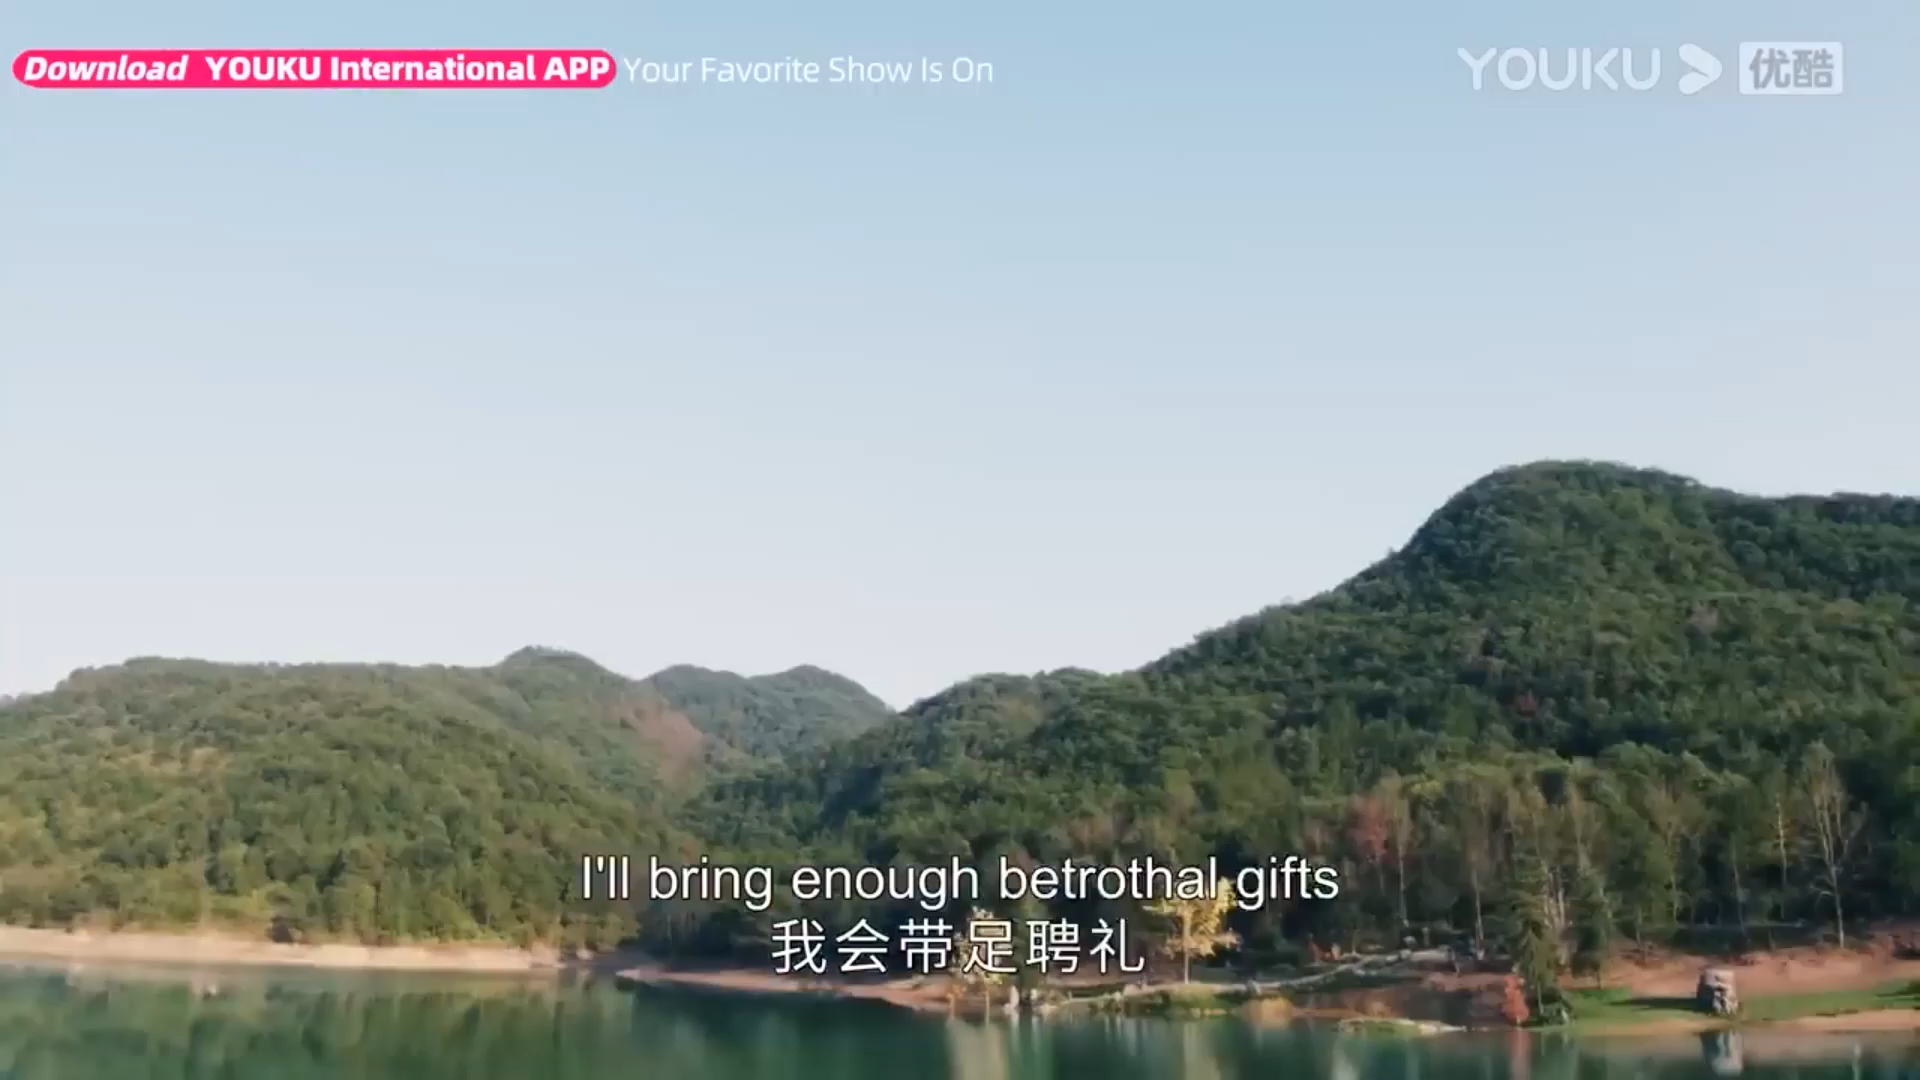 Download YOUKU International APP Your Favorite Show Is On
YOUKU 优酷
I'll bring enough betrothal gifts
我会带足聘礼